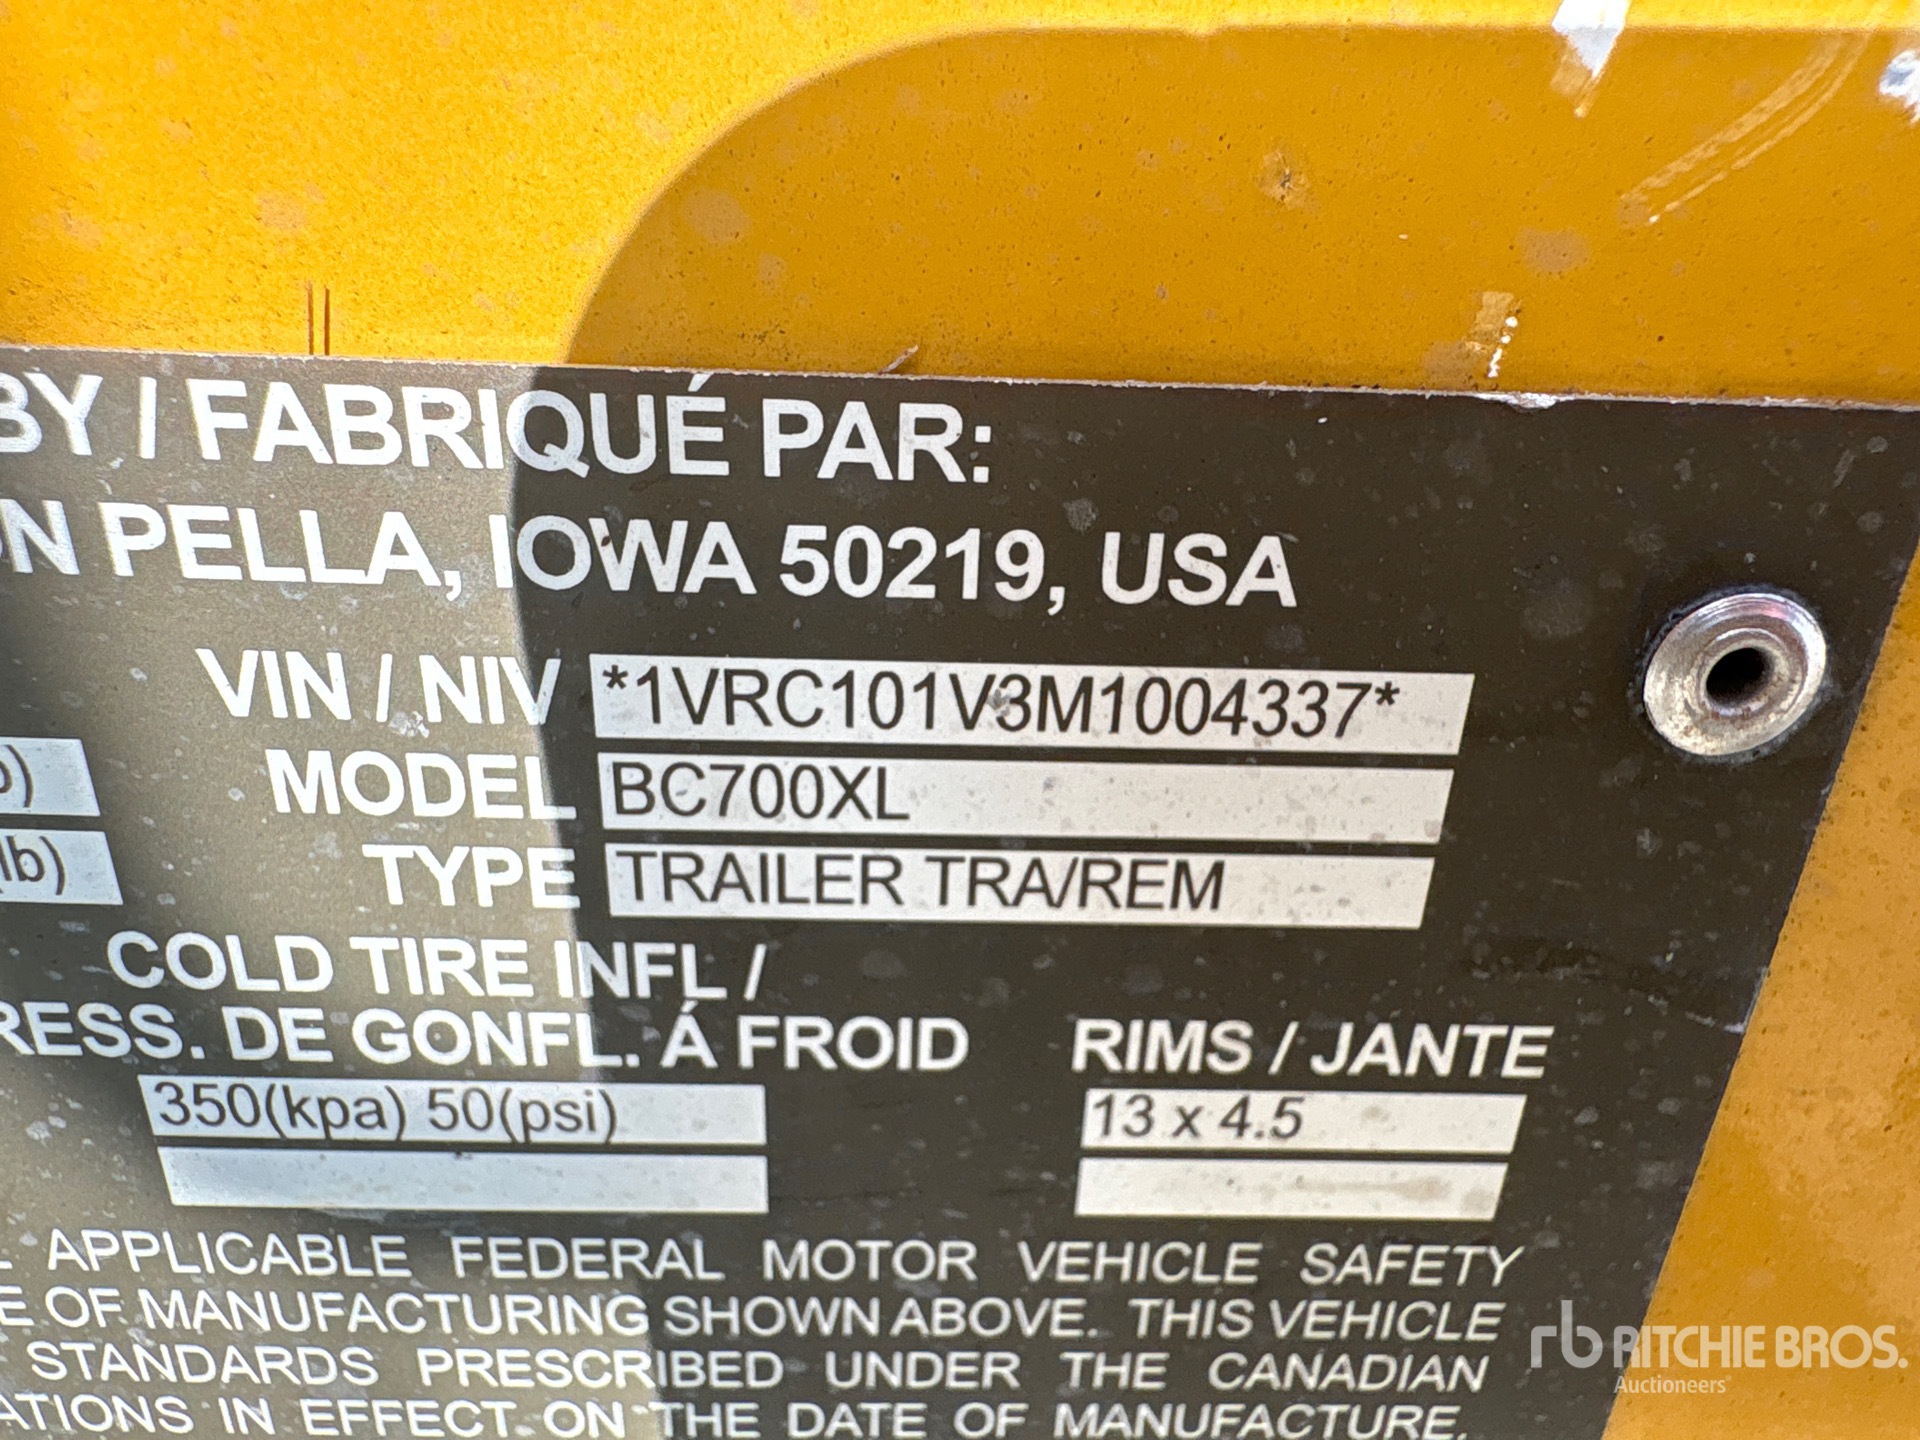 BY / FABRIQUÉ PAR:
PELLA, IOWA 50219, USA
VIN / NIV *1VRC101V3M1004337*
MODEL BC700XL
lb) TYPE TRAILER TRA/REM
COLD TIRE INFL /
RESS. DE GONFL. Á FROID RIMS / JANTE
350(kpa) 50(psi) 13 x 4.5
APPLICABLE FEDERAL MOTOR VEHICLE SAFETY
E OF MANUFACTURING SHOWN ABOVE. THIS VEHICLE
STANDARDS PRESCRIBED UNDER THE CANADIAN
ATIONS IN EFFECT ON THE DATE OF MANUFACTURE.
rb RITCHIE BROS.
Auctioneers